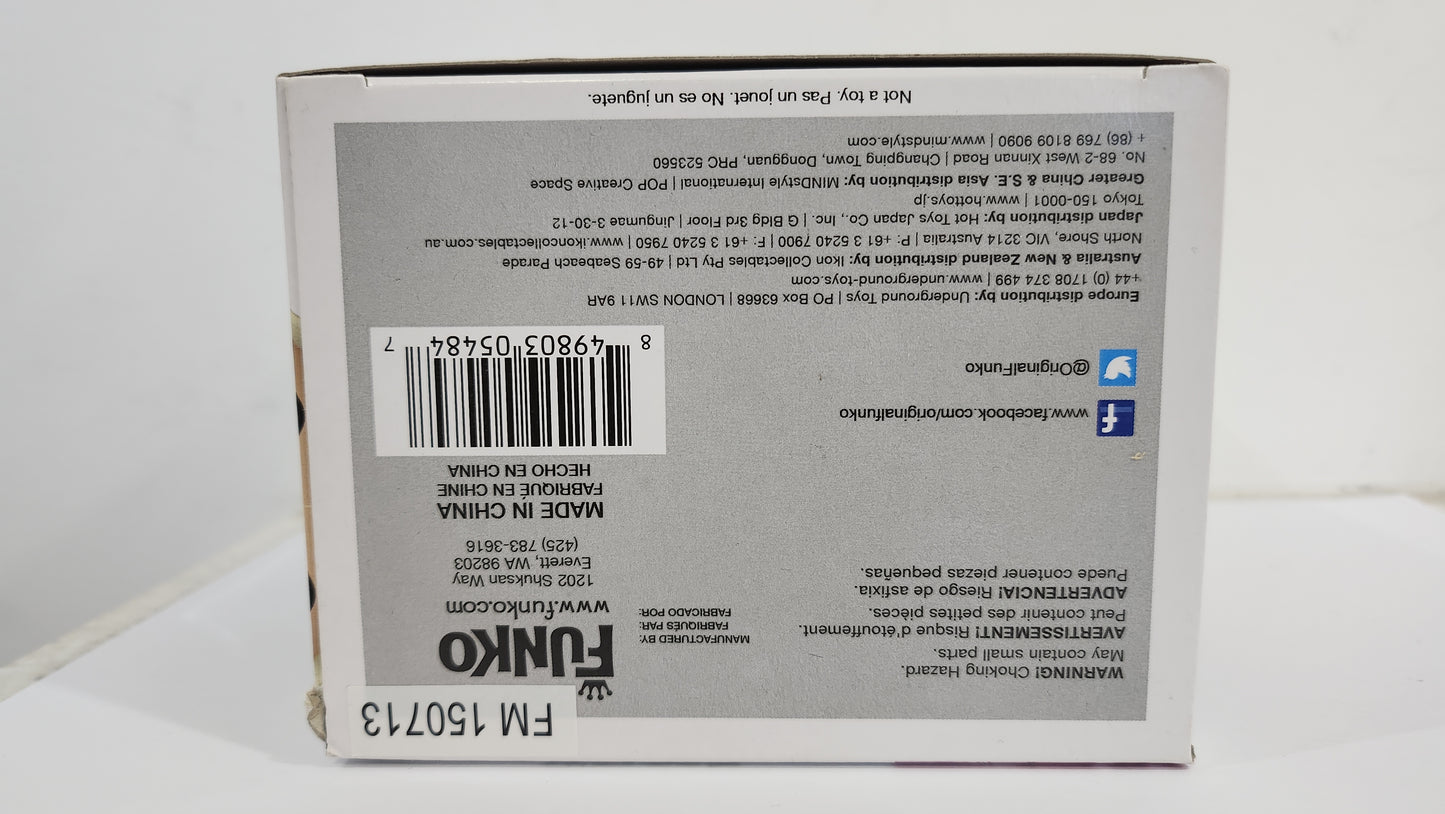 FM 150713
WARNING! Choking Hazard.
May contain small parts.
AVERTISSEMENT! Risque d'étouffement.
Peut contenir des petites pièces.
ADVERTENCIA! Riesgo de asfixia.
Puede contener piezas pequeñas.
MANUFACTURED BY:
FABRIQUÉS PAR:
FABRICADO POR:
FUNKO
www.funko.com
1202 Shuksan Way
Everett, WA 98203
(425) 783-3616
MADE IN CHINA
FABRIQUÉ EN CHINE
HECHO EN CHINA
www.facebook.com/originalfunko
@OriginalFunko
8 49803 05484 7
Europe distribution by: Underground Toys | PO Box 63668 | LONDON SW11 9AR
+44 (0) 1708 374 499 | www.underground-toys.com
Australia & New Zealand distribution by: Ikon Collectables Pty Ltd | 49-59 Seabeach Parade
North Shore, VIC 3214 Australia | P: +61 3 5240 7900 | F: +61 3 5240 7950 | www.ikoncollectables.com.au
Japan distribution by: Hot Toys Japan Co., Inc. | G Bldg 3rd Floor | Jingumae 3-30-12
Tokyo 150-0001 | www.hottoys.jp
Greater China & S.E. Asia distribution by: MINDstyle International | POP Creative Space
No. 68-2 West Xinnan Road | Changping Town, Dongguan, PRC 523560
+ (86) 769 8109 9090 | www.mindstyle.com
Not a toy. Pas un jouet. No es un juguete.